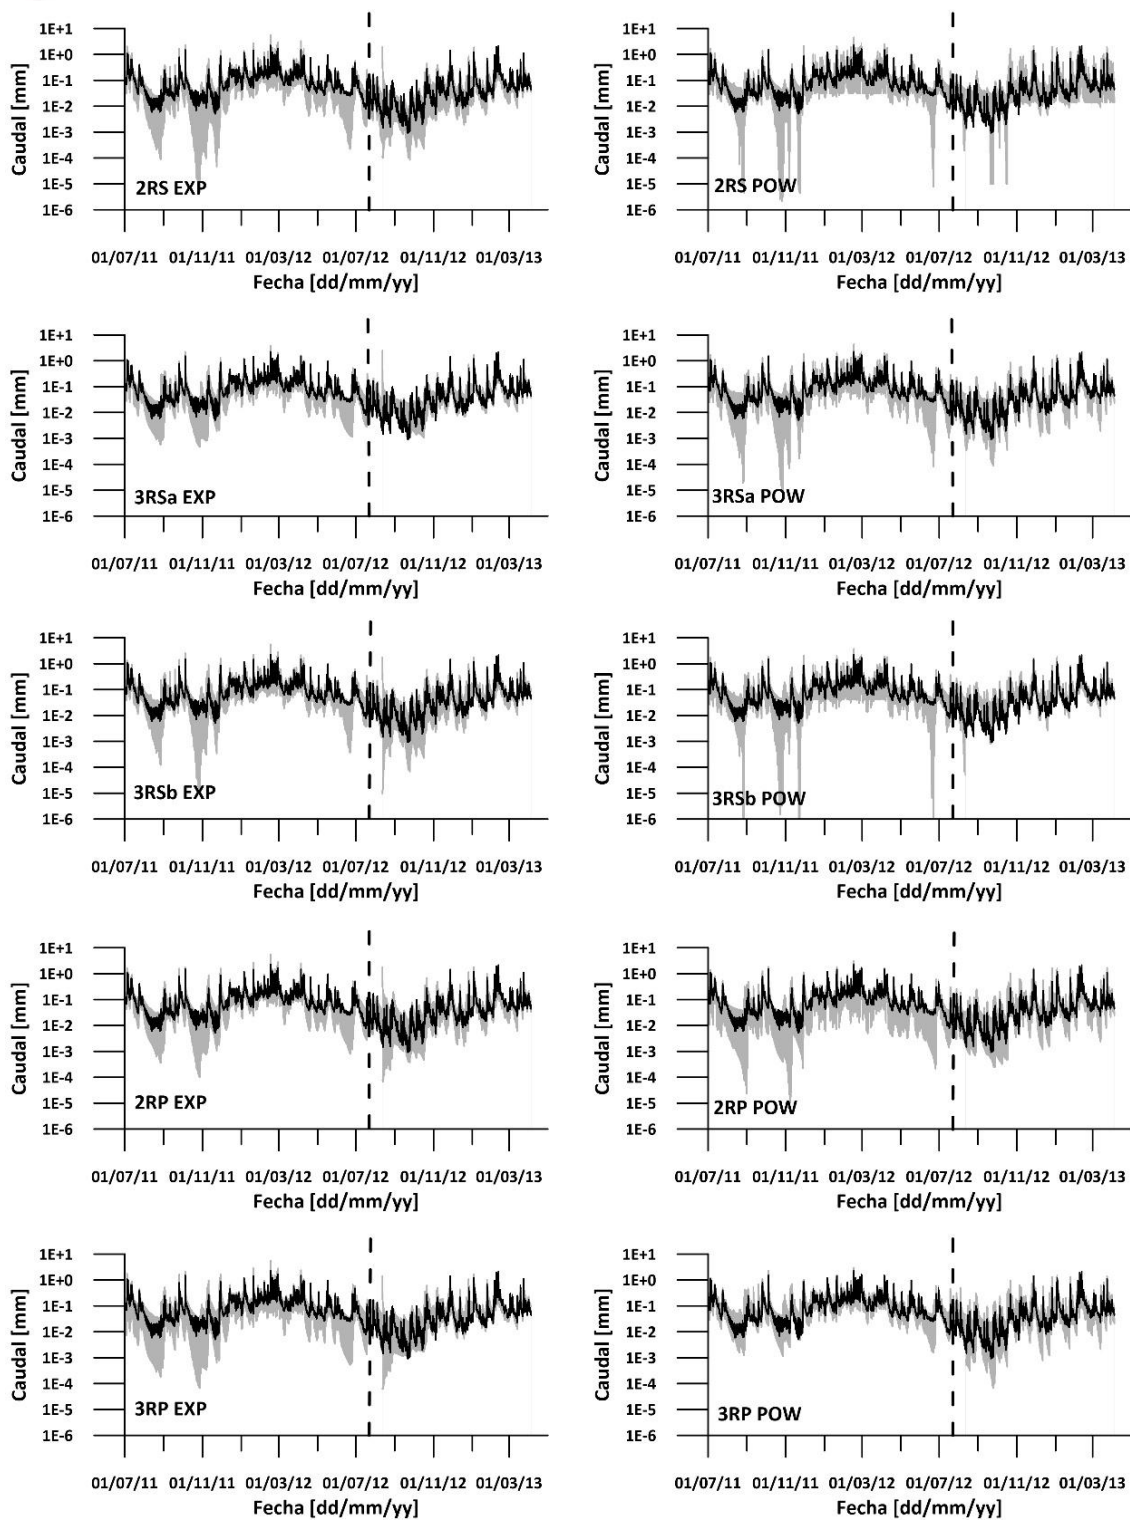 1E+1 1E+1
1E+0 1E+0
1E-1 1E-1
1E-2 1E-2
1E-3 1E-3
1E-4 1E-4
1E-5 1E-5
1E-6 1E-6
Caudal [mm] Caudal [mm]
2RS EXP 2RS POW
01/07/11 01/11/11 01/03/12 01/07/12 01/11/12 01/03/13 01/07/11 01/11/11 01/03/12 01/07/12 01/11/12 01/03/13
Fecha [dd/mm/yy] Fecha [dd/mm/yy]
1E+1 1E+1
1E+0 1E+0
1E-1 1E-1
1E-2 1E-2
1E-3 1E-3
1E-4 1E-4
1E-5 1E-5
1E-6 1E-6
Caudal [mm] Caudal [mm]
3RSa EXP 3RSa POW
01/07/11 01/11/11 01/03/12 01/07/12 01/11/12 01/03/13 01/07/11 01/11/11 01/03/12 01/07/12 01/11/12 01/03/13
Fecha [dd/mm/yy] Fecha [dd/mm/yy]
1E+1 1E+1
1E+0 1E+0
1E-1 1E-1
1E-2 1E-2
1E-3 1E-3
1E-4 1E-4
1E-5 1E-5
1E-6 1E-6
Caudal [mm] Caudal [mm]
3RSb EXP 3RSb POW
01/07/11 01/11/11 01/03/12 01/07/12 01/11/12 01/03/13 01/07/11 01/11/11 01/03/12 01/07/12 01/11/12 01/03/13
Fecha [dd/mm/yy] Fecha [dd/mm/yy]
1E+1 1E+1
1E+0 1E+0
1E-1 1E-1
1E-2 1E-2
1E-3 1E-3
1E-4 1E-4
1E-5 1E-5
1E-6 1E-6
Caudal [mm] Caudal [mm]
2RP EXP 2RP POW
01/07/11 01/11/11 01/03/12 01/07/12 01/11/12 01/03/13 01/07/11 01/11/11 01/03/12 01/07/12 01/11/12 01/03/13
Fecha [dd/mm/yy] Fecha [dd/mm/yy]
1E+1 1E+1
1E+0 1E+0
1E-1 1E-1
1E-2 1E-2
1E-3 1E-3
1E-4 1E-4
1E-5 1E-5
1E-6 1E-6
Caudal [mm] Caudal [mm]
3RP EXP 3RP POW
01/07/11 01/11/11 01/03/12 01/07/12 01/11/12 01/03/13 01/07/11 01/11/11 01/03/12 01/07/12 01/11/12 01/03/13
Fecha [dd/mm/yy] Fecha [dd/mm/yy]